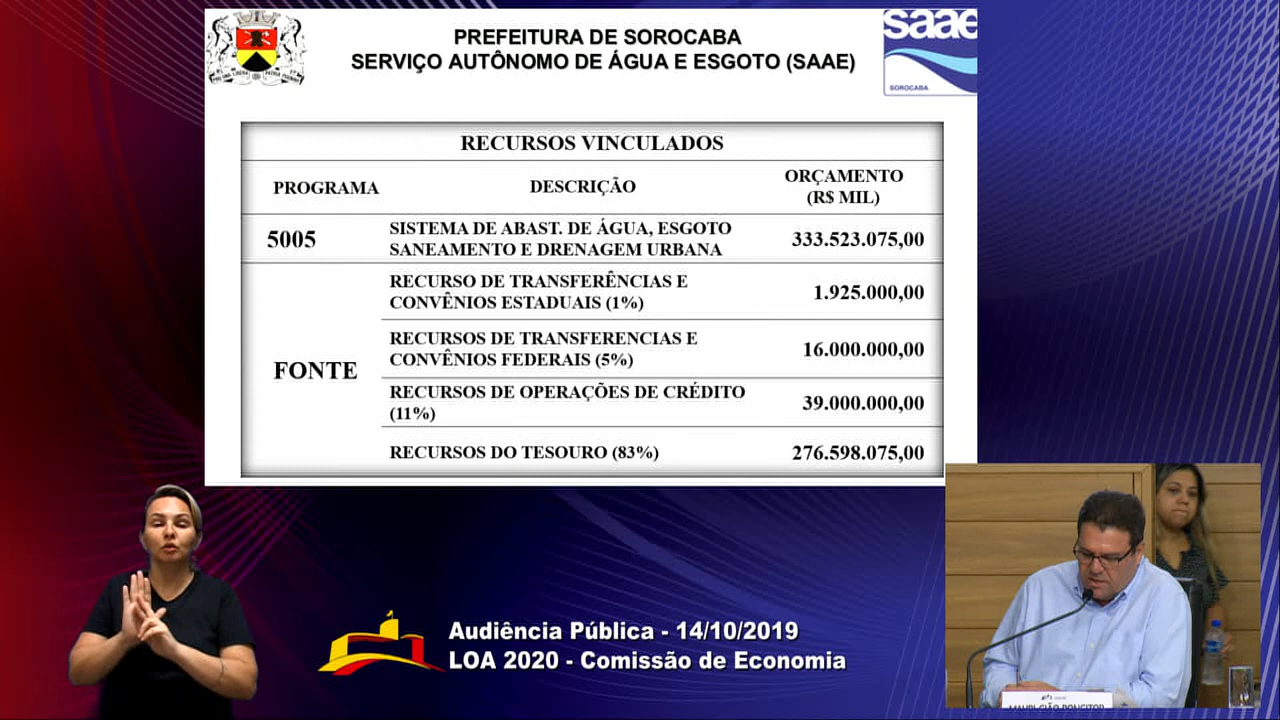 PREFEITURA DE SOROCABA
SERVIÇO AUTÔNOMO DE ÁGUA E ESGOTO (SAAE)
saae
SOROCABA
RECURSOS VINCULADOS
PROGRAMA
DESCRIÇÃO
ORÇAMENTO
(R$ MIL)
5005
SISTEMA DE ABAST. DE ÁGUA, ESGOTO
SANEAMENTO E DRENAGEM URBANA
333.523.075,00
FONTE
RECURSO DE TRANSFERÊNCIAS E
CONVÊNIOS ESTADUAIS (1%)
1.925.000,00
RECURSOS DE TRANSFERENCIAS E
CONVÊNIOS FEDERAIS (5%)
16.000.000,00
RECURSOS DE OPERAÇÕES DE CRÉDITO
(11%)
39.000.000,00
RECURSOS DO TESOURO (83%)
276.598.075,00
Audiência Pública - 14/10/2019
LOA 2020 - Comissão de Economia